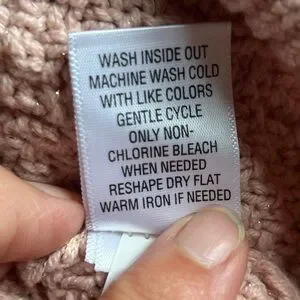 WASH INSIDE OUT
MACHINE WASH COLD
WITH LIKE COLORS
GENTLE CYCLE
ONLY NON-
CHLORINE BLEACH
WHEN NEEDED
RESHAPE DRY FLAT
WARM IRON IF NEEDED